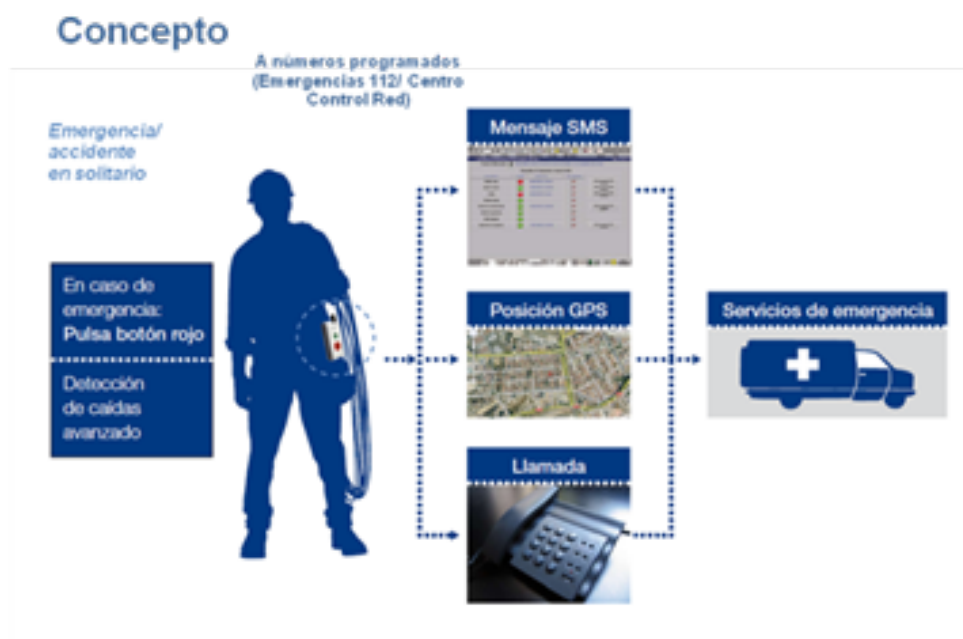 Concepto
A números programados
(Emergencias 112/ Centro
Control Red)
Emergencia/
accidente
en solitario
En caso de
emergencia:
Pulsa botón rojo
Detección
de caídas
avanzado
Mensaje SMS
Posición GPS
Llamada
Servicios de emergencia